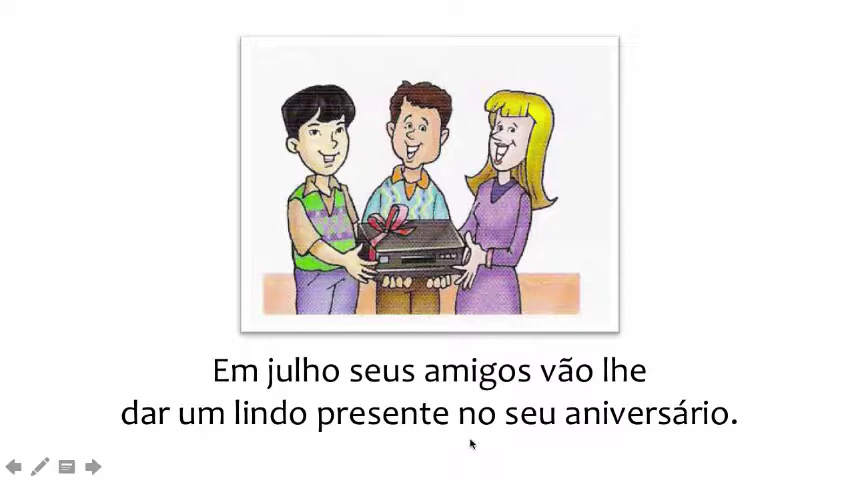 Em julho seus amigos vão lhe
dar um lindo presente no seu aniversário.